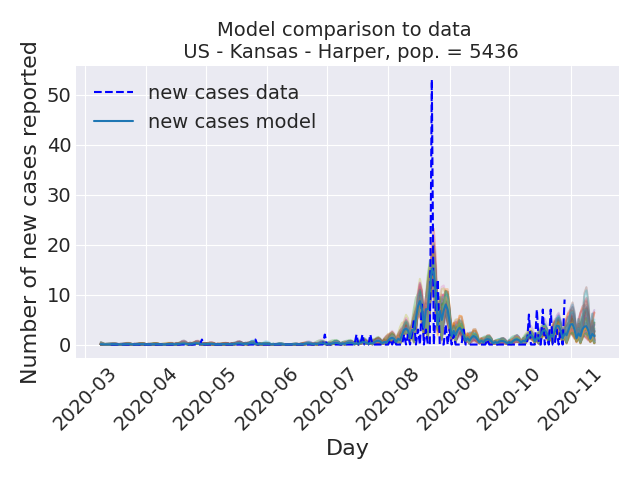 Model comparison to data
US - Kansas - Harper, pop. = 5436
Number of new cases reported
50
40
30
20
10
0
new cases data
new cases model
2020-03
2020-04
2020-05
2020-06
2020-07
2020-08
2020-09
2020-10
2020-11
Day